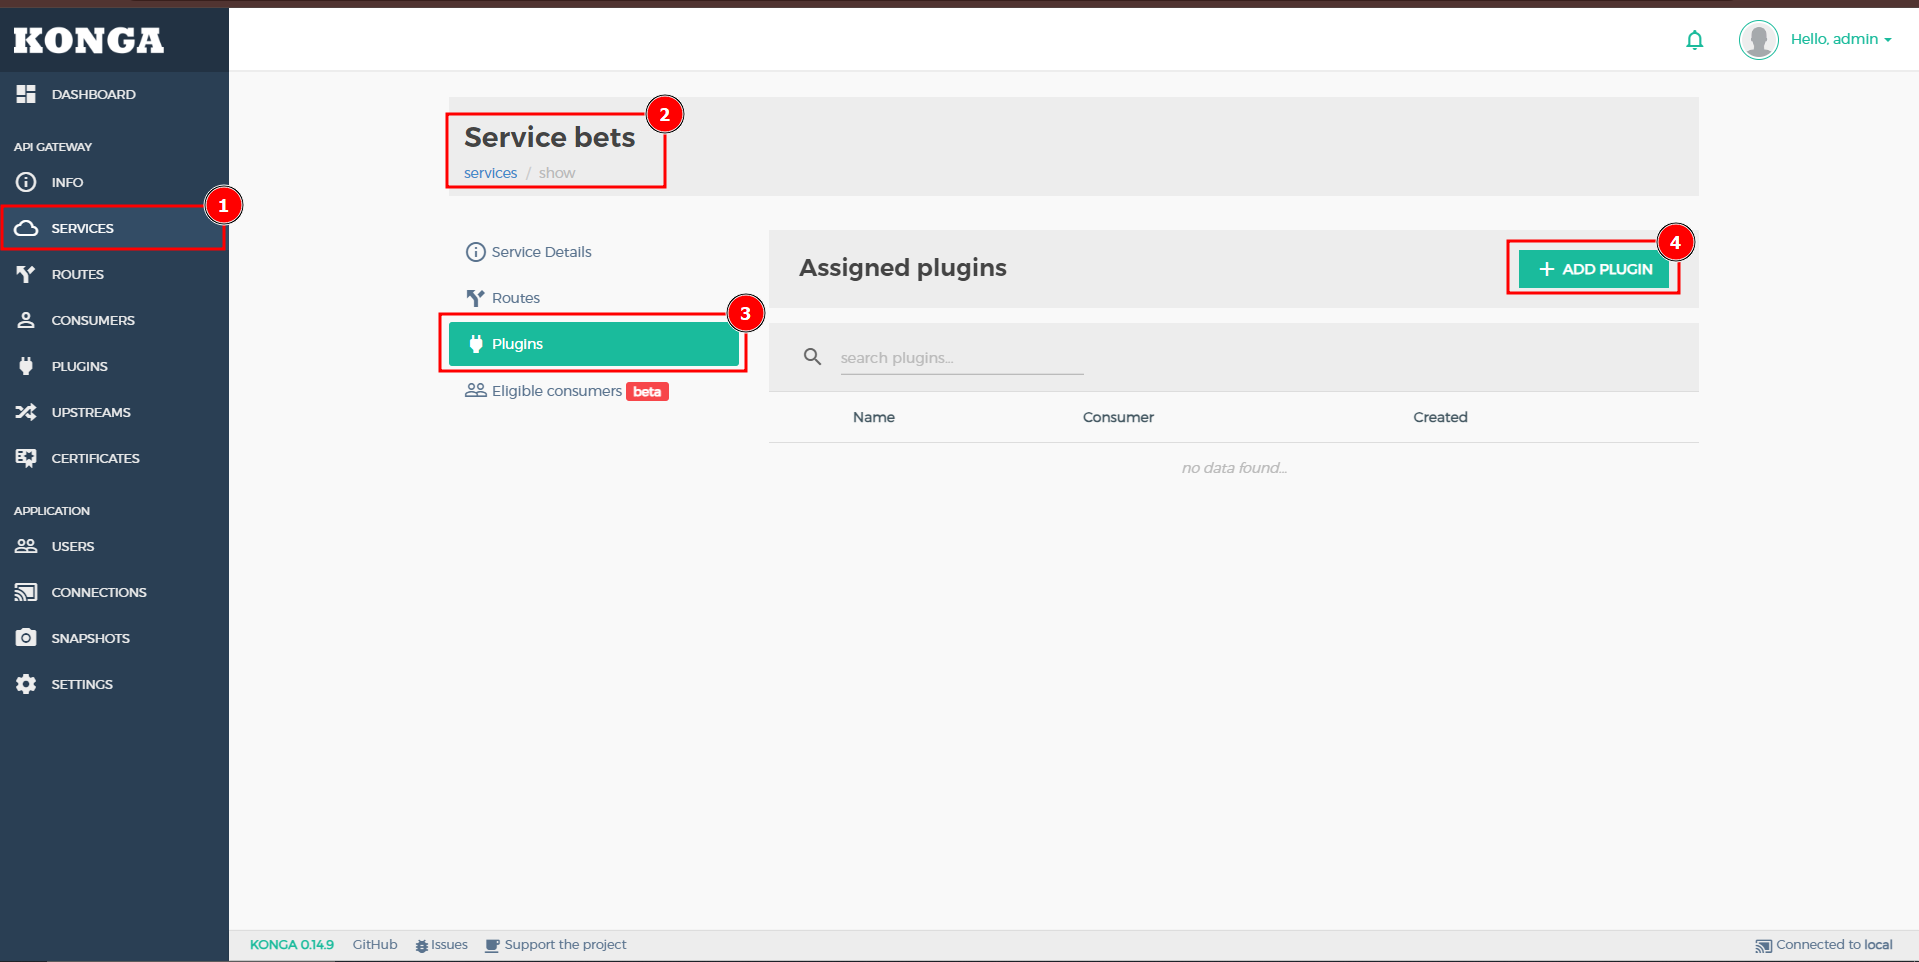 KONGA
Hello, admin
DASHBOARD
API GATEWAY
INFO
SERVICES
1
ROUTES
CONSUMERS
PLUGINS
UPSTREAMS
CERTIFICATES
APPLICATION
USERS
CONNECTIONS
SNAPSHOTS
SETTINGS
Service bets
2
services / show
Service Details
Routes
Plugins
3
Eligible consumers beta
Assigned plugins
+ ADD PLUGIN
4
search plugins...
Name Consumer Created
no data found...
KONGA 0.14.9 GitHub Issues Support the project Connected to local